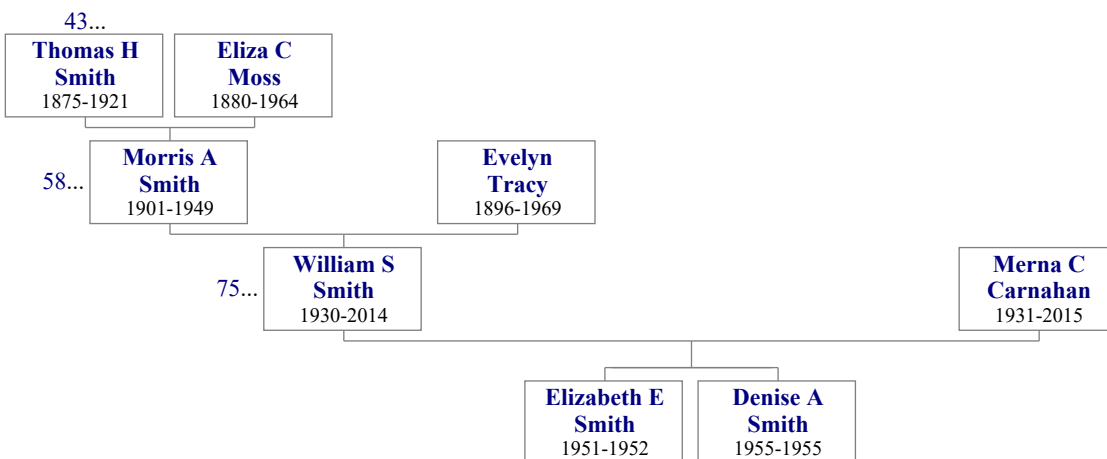 43...
Thomas H
Smith
1875-1921
Eliza C
Moss
1880-1964
58...
Morris A
Smith
1901-1949
Evelyn
Tracy
1896-1969
75...
William S
Smith
1930-2014
Merna C
Carnahan
1931-2015
Elizabeth E
Smith
1951-1952
Denise A
Smith
1955-1955